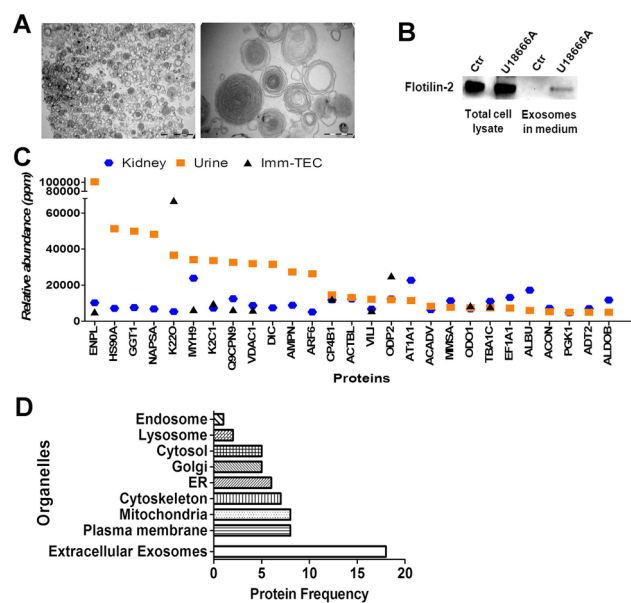 A
B
Ctr
U18666A
Ctr
U18666A
Flotilin-2
Total cell
lysate
Exosomes
in medium
C
Kidney
Urine
Imm-TEC
Relative abundance (ppm)
100000
80000
60000
40000
20000
0
ENPL
HS90A
GGT1
NAPSA
K22O
MYH9
K2C1
Q9CPN9
VDAC1
DIC
AMPN
ARF6
CP4B1
ACTBL
VILI
ODP2
AT1A1
ACADV
MMSA
ODO1
TBA1C
EF1A1
ALBU
ACON
PGK1
ADT2
ALDOB
Proteins
D
Organelles
Endosome
Lysosome
Cytosol
Golgi
ER
Cytoskeleton
Mitochondria
Plasma membrane
Extracellular Exosomes
0
5
10
15
20
Protein Frequency